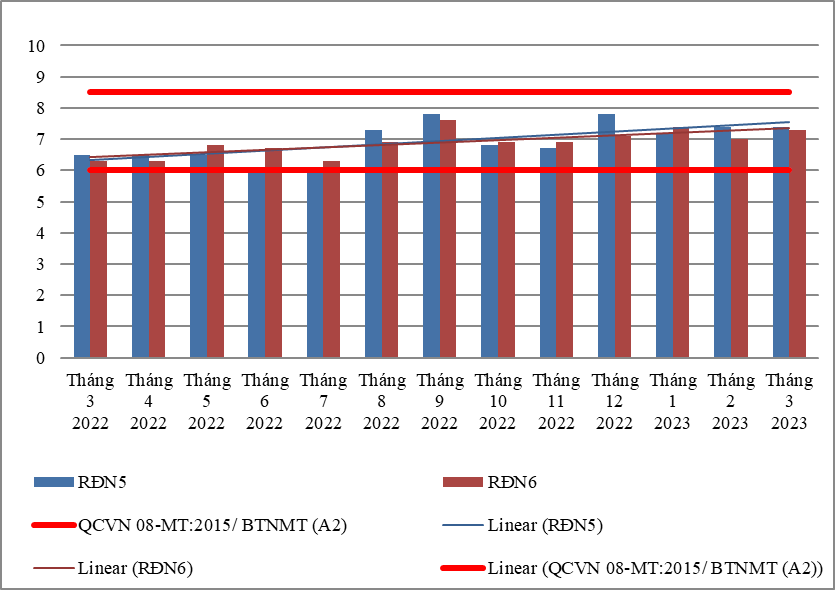 10
9
8
7
6
5
4
3
2
1
0
Tháng 3 2022
Tháng 4 2022
Tháng 5 2022
Tháng 6 2022
Tháng 7 2022
Tháng 8 2022
Tháng 9 2022
Tháng 10 2022
Tháng 11 2022
Tháng 12 2022
Tháng 1 2023
Tháng 2 2023
Tháng 3 2023
RĐN5
RĐN6
QCVN 08-MT:2015/ BTNMT (A2)
Linear (RĐN5)
Linear (RĐN6)
Linear (QCVN 08-MT:2015/ BTNMT (A2))